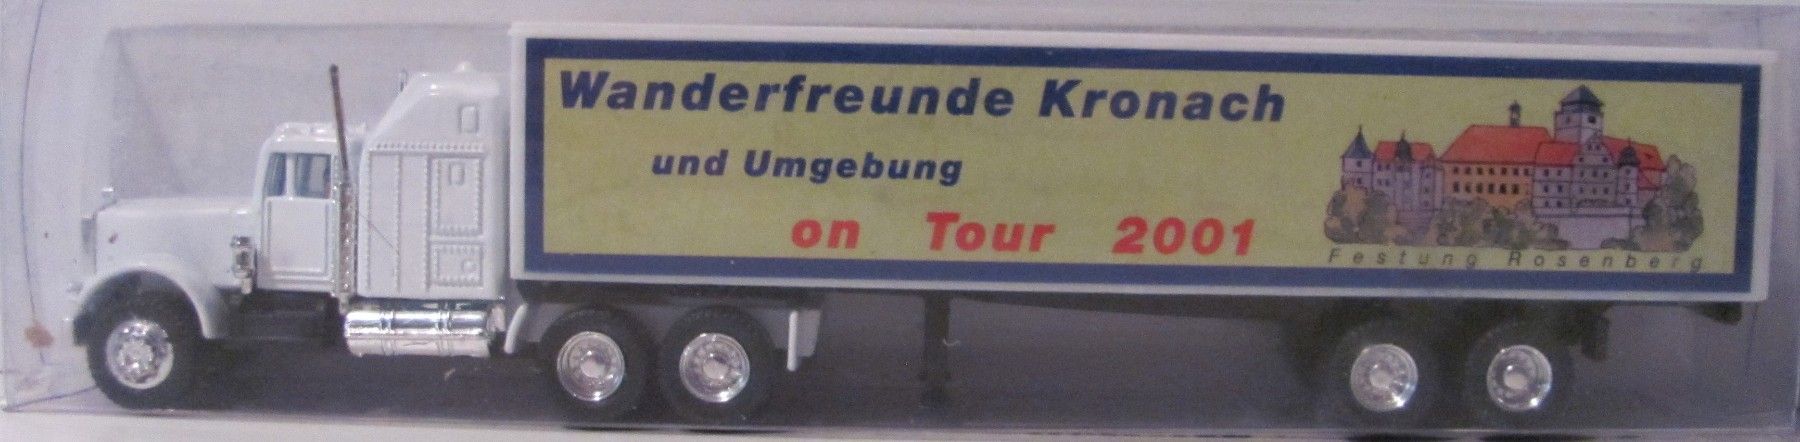 Wanderfreunde Kronach
und Umgebung
on Tour 2001
Festung Rosenberg